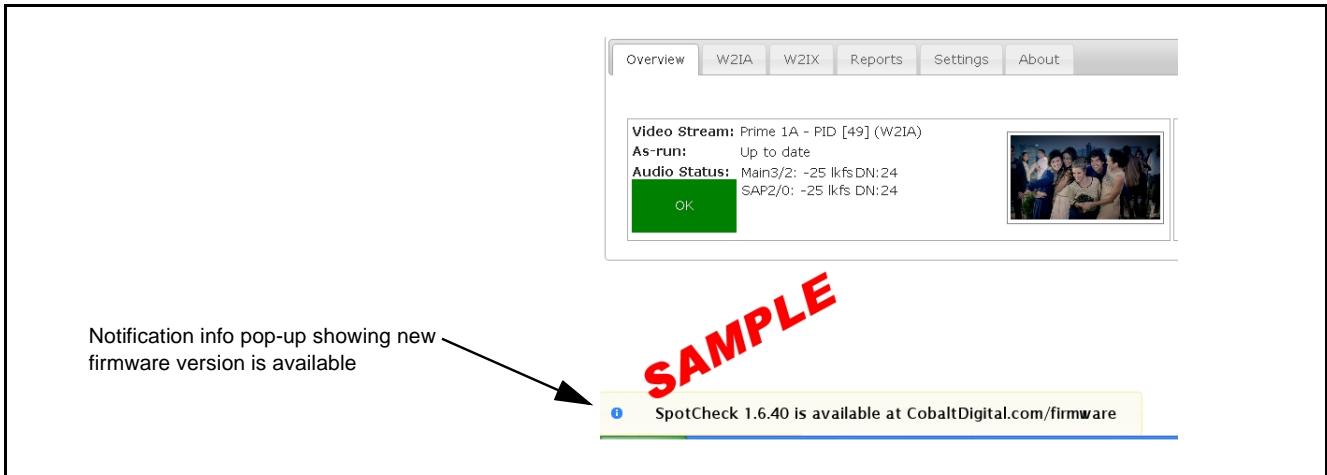 Overview W2IA W2IX Reports Settings About
Video Stream: Prime 1A - PID [49] (W2IA)
As-run: Up to date
Audio Status: Main3/2: -25 lkfs DN:24
SAP2/0: -25 lkfs DN:24
OK
SAMPLE
Notification info pop-up showing new
firmware version is available
SpotCheck 1.6.40 is available at CobaltDigital.com/firmware